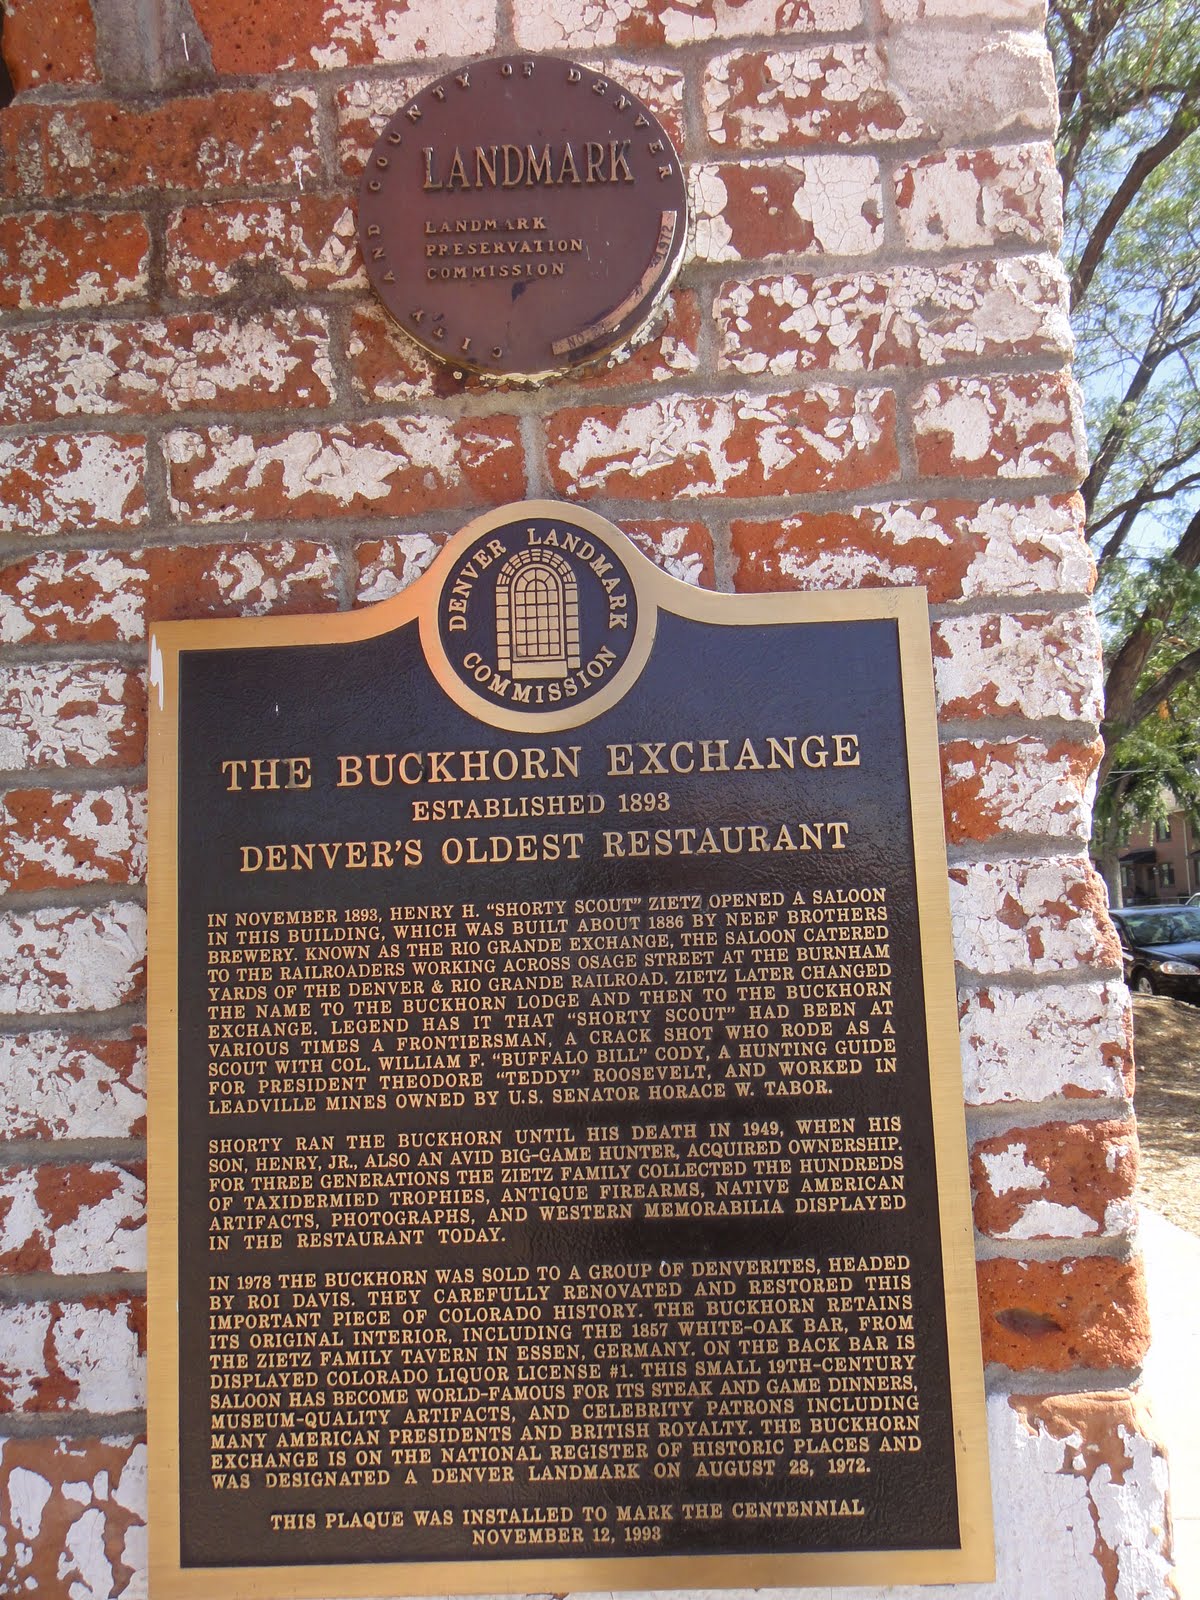 CITY AND COUNTY OF DENVER
LANDMARK
LANDMARK
PRESERVATION
COMMISSION
NO. 1972
DENVER LANDMARK
COMMISSION
THE BUCKHORN EXCHANGE
ESTABLISHED 1893
DENVER'S OLDEST RESTAURANT
IN NOVEMBER 1893, HENRY H. "SHORTY SCOUT" ZIETZ OPENED A SALOON
IN THIS BUILDING, WHICH WAS BUILT ABOUT 1886 BY NEEF BROTHERS
BREWERY. KNOWN AS THE RIO GRANDE EXCHANGE, THE SALOON CATERED
TO THE RAILROADERS WORKING ACROSS OSAGE STREET AT THE BURNHAM
YARDS OF THE DENVER & RIO GRANDE RAILROAD. ZIETZ LATER CHANGED
THE NAME TO THE BUCKHORN LODGE AND THEN TO THE BUCKHORN
EXCHANGE. LEGEND HAS IT THAT "SHORTY SCOUT" HAD BEEN AT
VARIOUS TIMES A FRONTIERSMAN, A CRACK SHOT WHO RODE AS A
SCOUT WITH COL. WILLIAM F. "BUFFALO BILL" CODY, A HUNTING GUIDE
FOR PRESIDENT THEODORE "TEDDY" ROOSEVELT, AND WORKED IN
LEADVILLE MINES OWNED BY U.S. SENATOR HORACE W. TABOR.
SHORTY RAN THE BUCKHORN UNTIL HIS DEATH IN 1949, WHEN HIS
SON, HENRY, JR., ALSO AN AVID BIG-GAME HUNTER, ACQUIRED OWNERSHIP.
FOR THREE GENERATIONS THE ZIETZ FAMILY COLLECTED THE HUNDREDS
OF TAXIDERMIED TROPHIES, ANTIQUE FIREARMS, NATIVE AMERICAN
ARTIFACTS, PHOTOGRAPHS, AND WESTERN MEMORABILIA DISPLAYED
IN THE RESTAURANT TODAY.
IN 1978 THE BUCKHORN WAS SOLD TO A GROUP OF DENVERITES, HEADED
BY ROI DAVIS. THEY CAREFULLY RENOVATED AND RESTORED THIS
IMPORTANT PIECE OF COLORADO HISTORY. THE BUCKHORN RETAINS
ITS ORIGINAL INTERIOR, INCLUDING THE 1857 WHITE-OAK BAR, FROM
THE ZIETZ FAMILY TAVERN IN ESSEN, GERMANY. ON THE BACK BAR IS
DISPLAYED COLORADO LIQUOR LICENSE #1. THIS SMALL 19TH-CENTURY
SALOON HAS BECOME WORLD-FAMOUS FOR ITS STEAK AND GAME DINNERS,
MUSEUM-QUALITY ARTIFACTS, AND CELEBRITY PATRONS INCLUDING
MANY AMERICAN PRESIDENTS AND BRITISH ROYALTY. THE BUCKHORN
EXCHANGE IS ON THE NATIONAL REGISTER OF HISTORIC PLACES AND
WAS DESIGNATED A DENVER LANDMARK ON AUGUST 28, 1972.
THIS PLAQUE WAS INSTALLED TO MARK THE CENTENNIAL
NOVEMBER 12, 1993